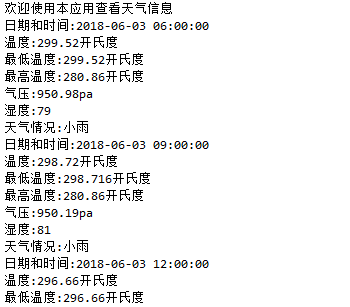 欢迎使用本应用查看天气信息
日期和时间:2018-06-03 06:00:00
温度:299.52开氏度
最低温度:299.52开氏度
最高温度:280.86开氏度
气压:950.98pa
湿度:79
天气情况:小雨
日期和时间:2018-06-03 09:00:00
温度:298.72开氏度
最低温度:298.716开氏度
最高温度:280.86开氏度
气压:950.19pa
湿度:81
天气情况:小雨
日期和时间:2018-06-03 12:00:00
温度:296.66开氏度
最低温度:296.66开氏度